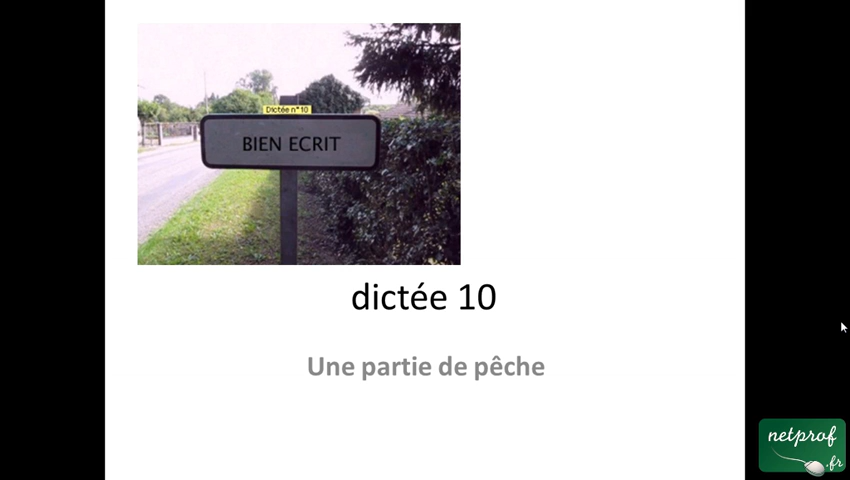 Dictée n°10
BIEN ECRIT
dictée 10
Une partie de pêche
netprof
.fr